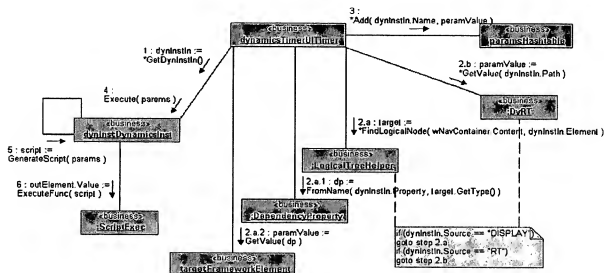 3 :
*Add( dynInstIn.Name, paramValue )
«business»
dynamicsTimerUITimer
«business»
paramsHashtable
1 : dynInstIn :=
*GetDynInstIn()
2.b : paramValue :=
*GetValue( dynInstIn.Path )
4 :
Execute( params )
«business»
:DvRT
«business»
dynInstDynamicInst
2.a : target :=
*FindLogicalNode( wNavContainer.Content, dynInstIn.Element )
5 : script :=
GenerateScript( params )
«business»
:LogicalTreeHelper
2.a.1 : dp :=
FromName( dynInstIn.Property, target.GetType() )
6 : outElement.Value :=
ExecuteFunc( script )
«business»
:ScriptExec
«business»
:DependencyProperty
2.a.2 : paramValue :=
GetValue( dp )
if (dynInstIn.Source == "DISPLAY")
goto step 2.a
if (dynInstIn.Source == "RT")
goto step 2.b
«business»
targetFrameworkElement